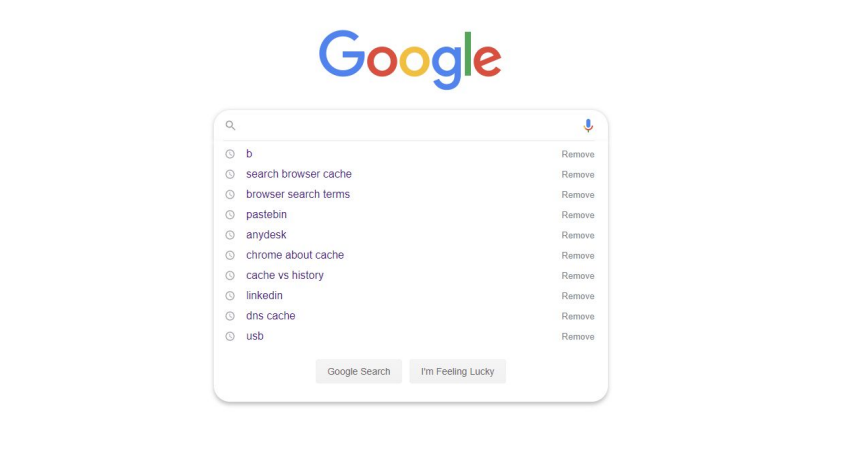 Google
b Remove
search browser cache Remove
browser search terms Remove
pastebin Remove
anydesk Remove
chrome about cache Remove
cache vs history Remove
linkedin Remove
dns cache Remove
usb Remove
Google Search I'm Feeling Lucky